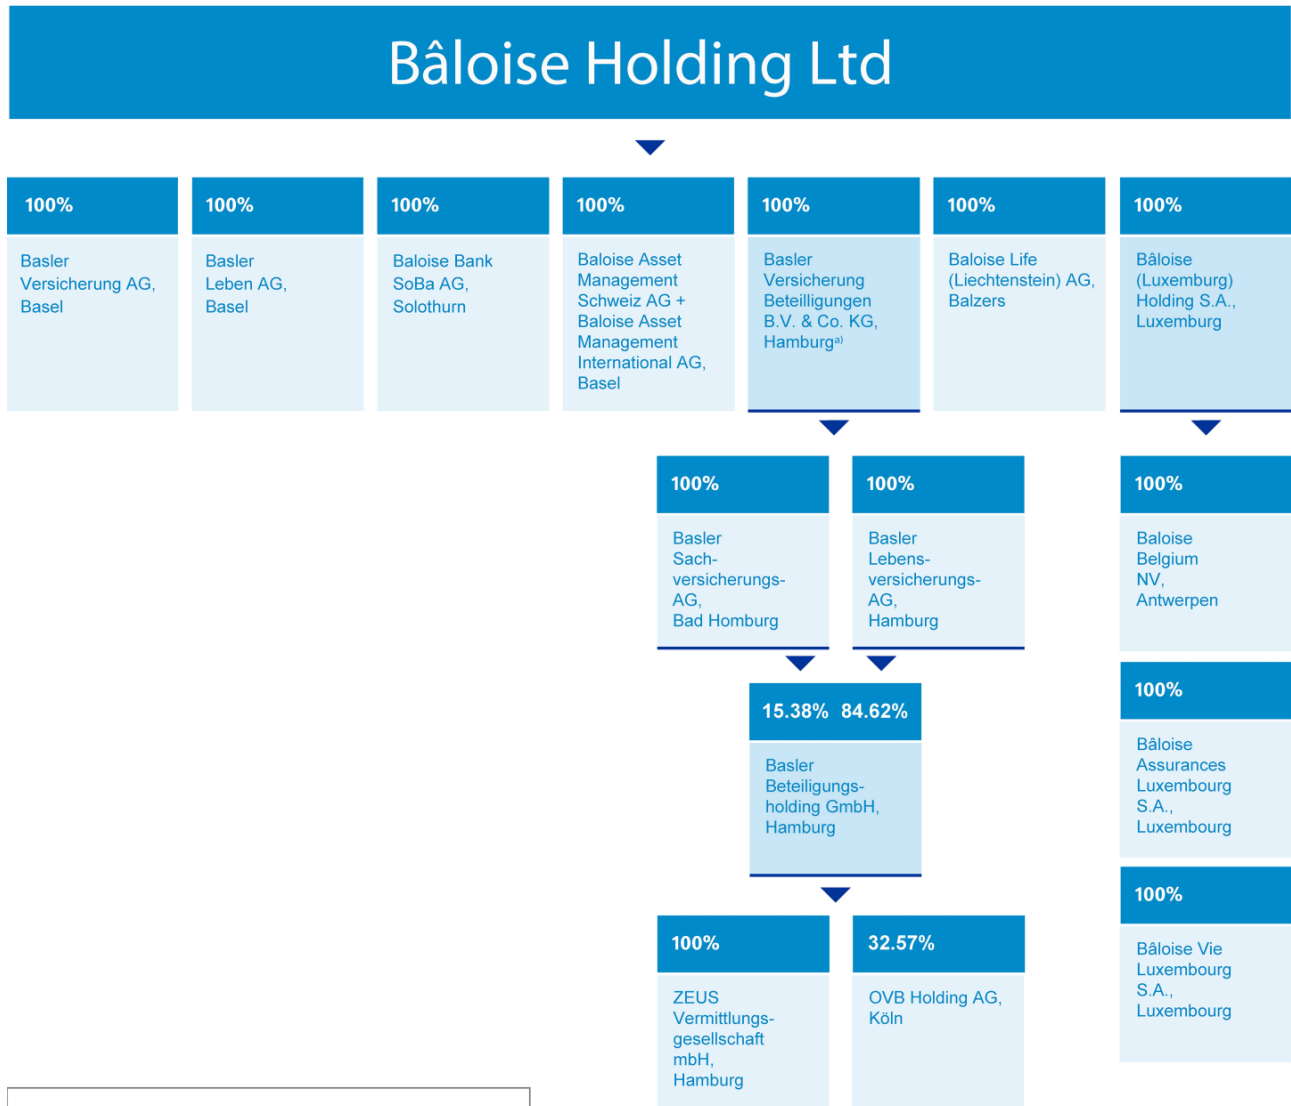 Bâloise Holding Ltd
100%
Basler
Versicherung AG,
Basel
100%
Basler
Leben AG,
Basel
100%
Baloise Bank
SoBa AG,
Solothurn
100%
Baloise Asset
Management
Schweiz AG +
Baloise Asset
Management
International AG,
Basel
100%
Basler
Versicherung
Beteilligungen
B.V. & Co. KG,
Hamburgᵃ⁾
100%
Baloise Life
(Liechtenstein) AG,
Balzers
100%
Bâloise
(Luxemburg)
Holding S.A.,
Luxemburg
100%
Basler
Sach-
versicherungs-
AG,
Bad Homburg
100%
Basler
Lebens-
versicherungs-
AG,
Hamburg
100%
Baloise
Belgium
NV,
Antwerpen
15.38% 84.62%
Basler
Beteiligungs-
holding GmbH,
Hamburg
100%
Bâloise
Assurances
Luxembourg
S.A.,
Luxembourg
100%
ZEUS
Vermittlungs-
gesellschaft
mbH,
Hamburg
32.57%
OVB Holding AG,
Köln
100%
Bâloise Vie
Luxembourg
S.A.,
Luxembourg